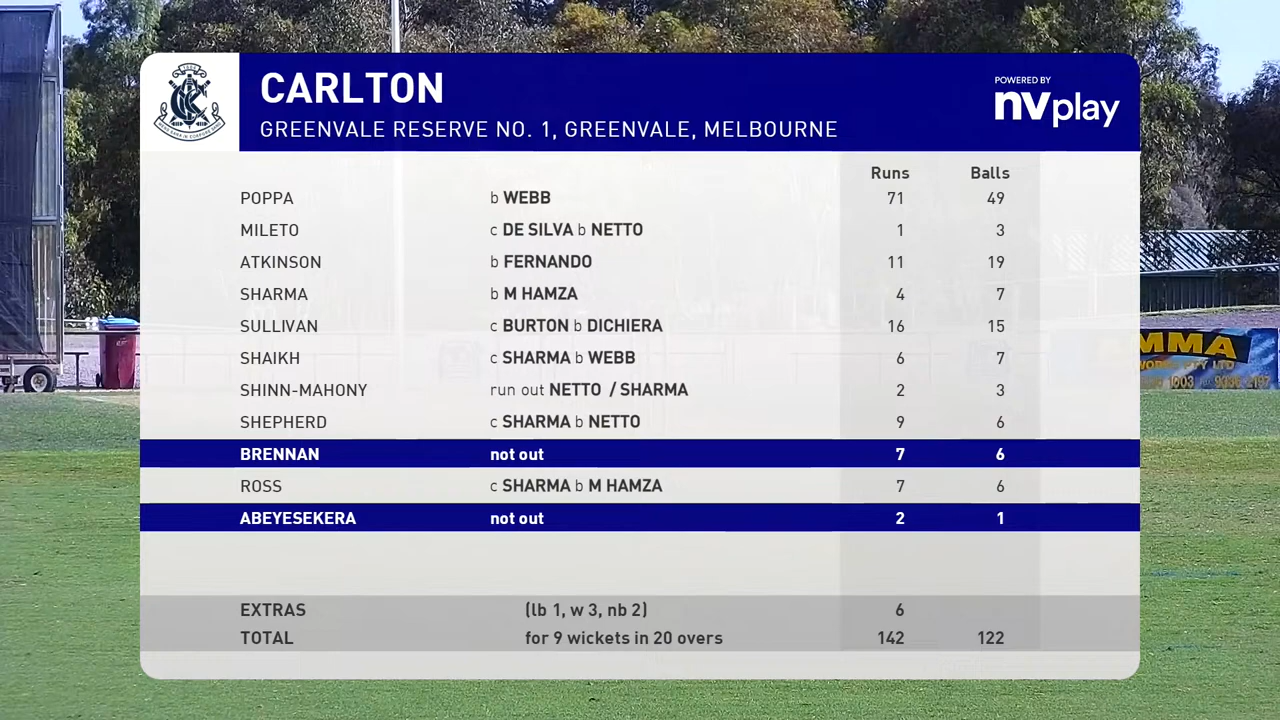 CARLTON
GREENVALE RESERVE NO. 1, GREENVALE, MELBOURNE
POWERED BY
nvplay
Runs Balls
POPPA b WEBB 71 49
MILETO c DE SILVA b NETTO 1 3
ATKINSON b FERNANDO 11 19
SHARMA b M HAMZA 4 7
SULLIVAN c BURTON b DICHIERA 16 15
SHAIKH c SHARMA b WEBB 6 7
SHINN-MAHONY run out NETTO / SHARMA 2 3
SHEPHERD c SHARMA b NETTO 9 6
BRENNAN not out 7 6
ROSS c SHARMA b M HAMZA 7 6
ABEYESEKERA not out 2 1
EXTRAS (lb 1, w 3, nb 2) 6
TOTAL for 9 wickets in 20 overs 142 122
MMA
PTY LTD